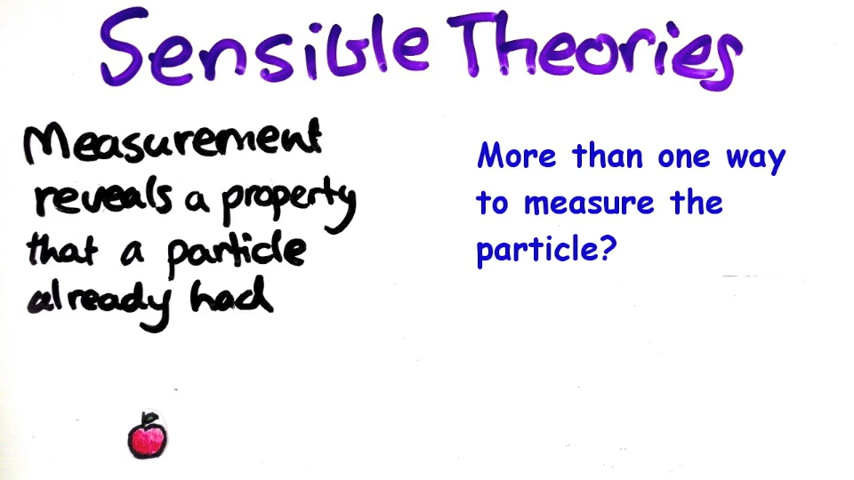 Sensible Theories
Measurement
reveals a property
that a particle
already had
More than one way
to measure the
particle?